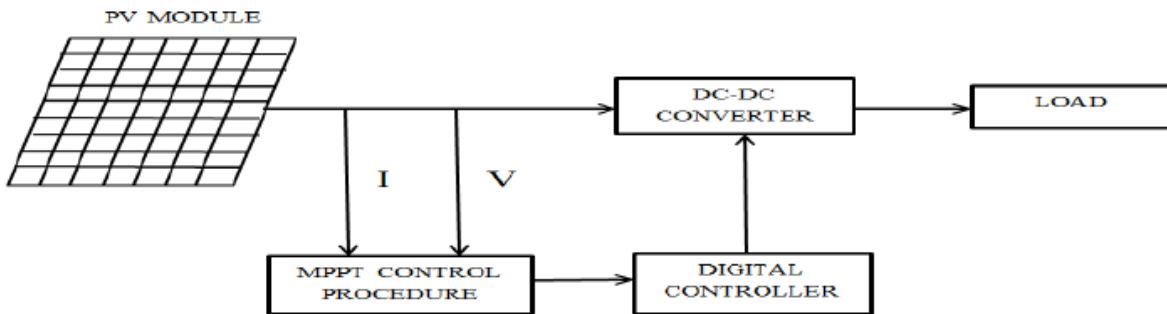 PV MODULE
DC-DC
CONVERTER
LOAD
I
V
MPPT CONTROL
PROCEDURE
DIGITAL
CONTROLLER